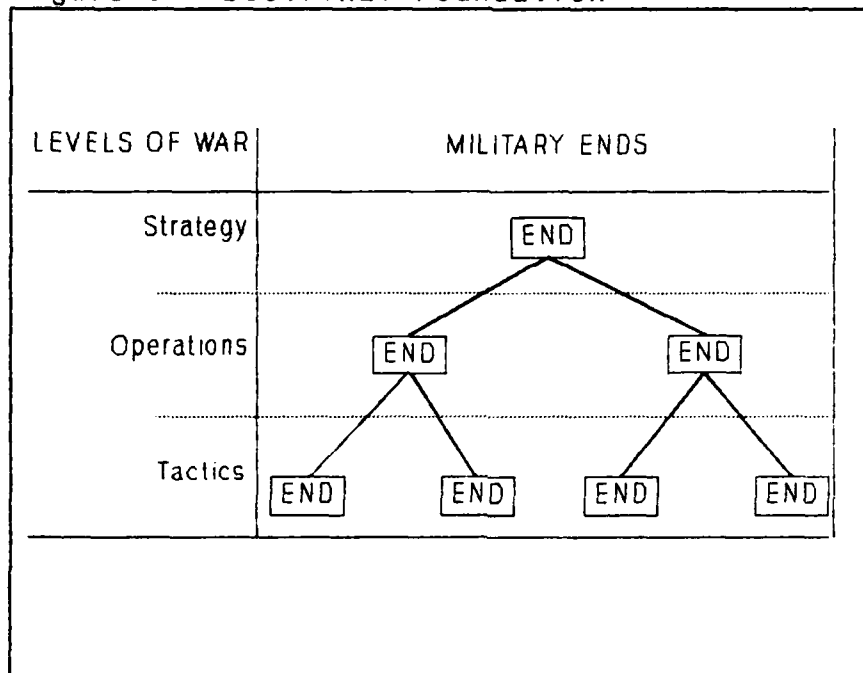 LEVELS OF WAR MILITARY ENDS
Strategy END
Operations END END
Tactics END END END END